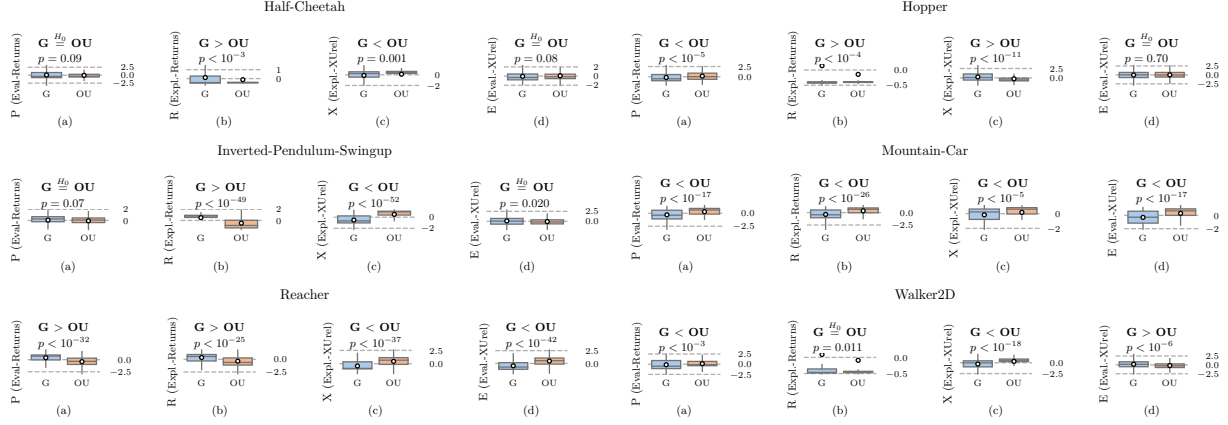 Half-Cheetah
P (Eval-Returns)
G H0= OU
p = 0.09
2.5
0.0
−2.5
G OU
(a)
R (Expl.-Returns)
G > OU
p < 10−3
1
0
G OU
(b)
X (Expl.-XUrel)
G < OU
p = 0.001
0
−2
G OU
(c)
E (Eval.-XUrel)
G H0= OU
p = 0.08
2
0
−2
G OU
(d)
Hopper
P (Eval-Returns)
G < OU
p < 10−5
2.5
0.0
G OU
(a)
R (Expl.-Returns)
G > OU
p < 10−4
0.0
−0.5
G OU
(b)
X (Expl.-XUrel)
G > OU
p < 10−11
2.5
0.0
G OU
(c)
E (Eval.-XUrel)
G H0= OU
p = 0.70
2.5
0.0
−2.5
G OU
(d)
Inverted-Pendulum-Swingup
P (Eval-Returns)
G H0= OU
p = 0.07
2
0
G OU
(a)
R (Expl.-Returns)
G > OU
p < 10−49
2
0
G OU
(b)
X (Expl.-XUrel)
G < OU
p < 10−52
0
−2
G OU
(c)
E (Eval.-XUrel)
G H0= OU
p = 0.020
2.5
0.0
G OU
(d)
Mountain-Car
P (Eval-Returns)
G < OU
p < 10−17
0.0
−2.5
G OU
(a)
R (Expl.-Returns)
G < OU
p < 10−26
0.0
−2.5
G OU
(b)
X (Expl.-XUrel)
G < OU
p < 10−5
0
−2
G OU
(c)
E (Eval.-XUrel)
G < OU
p < 10−17
0
−2
G OU
(d)
Reacher
P (Eval-Returns)
G > OU
p < 10−32
0.0
−2.5
G OU
(a)
R (Expl.-Returns)
G > OU
p < 10−25
0.0
−2.5
G OU
(b)
X (Expl.-XUrel)
G < OU
p < 10−37
2.5
0.0
G OU
(c)
E (Eval.-XUrel)
G < OU
p < 10−42
2.5
0.0
G OU
(d)
Walker2D
P (Eval-Returns)
G < OU
p < 10−3
2.5
0.0
−2.5
G OU
(a)
R (Expl.-Returns)
G H0= OU
p = 0.011
0.0
−0.5
G OU
(b)
X (Expl.-XUrel)
G < OU
p < 10−18
0.0
−2.5
G OU
(c)
E (Eval.-XUrel)
G > OU
p < 10−6
2.5
0.0
−2.5
G OU
(d)